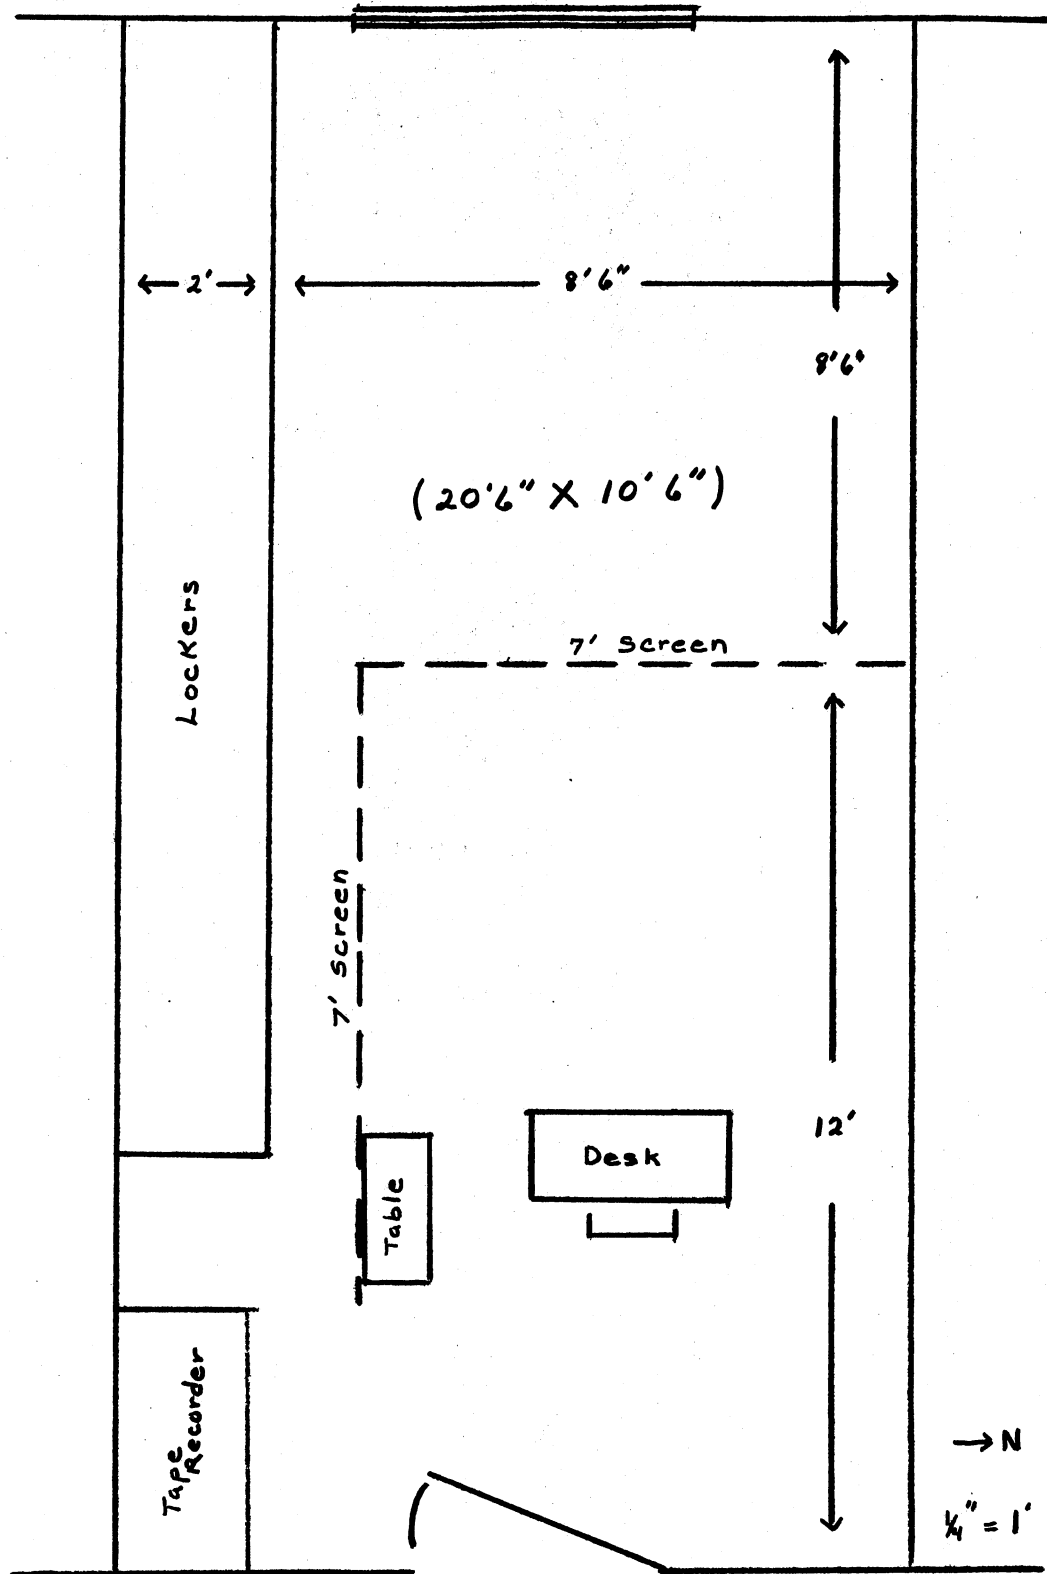 2'
8'6"
8'6"
(20'6" X 10'6")
7' screen
Lockers
7' screen
12'
Desk
Table
Tape
Recorder
→N
¼" = 1'